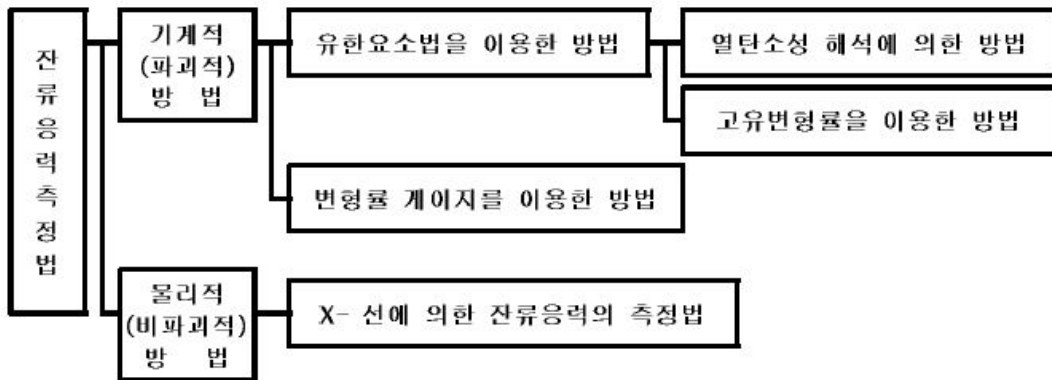 잔류응력측정법
기계적
(파괴적)
방 법
유한요소법을 이용한 방법
열탄소성 해석에 의한 방법
고유변형률을 이용한 방법
변형률 게이지를 이용한 방법
물리적
(비파괴적)
방 법
X- 선에 의한 잔류응력의 측정법